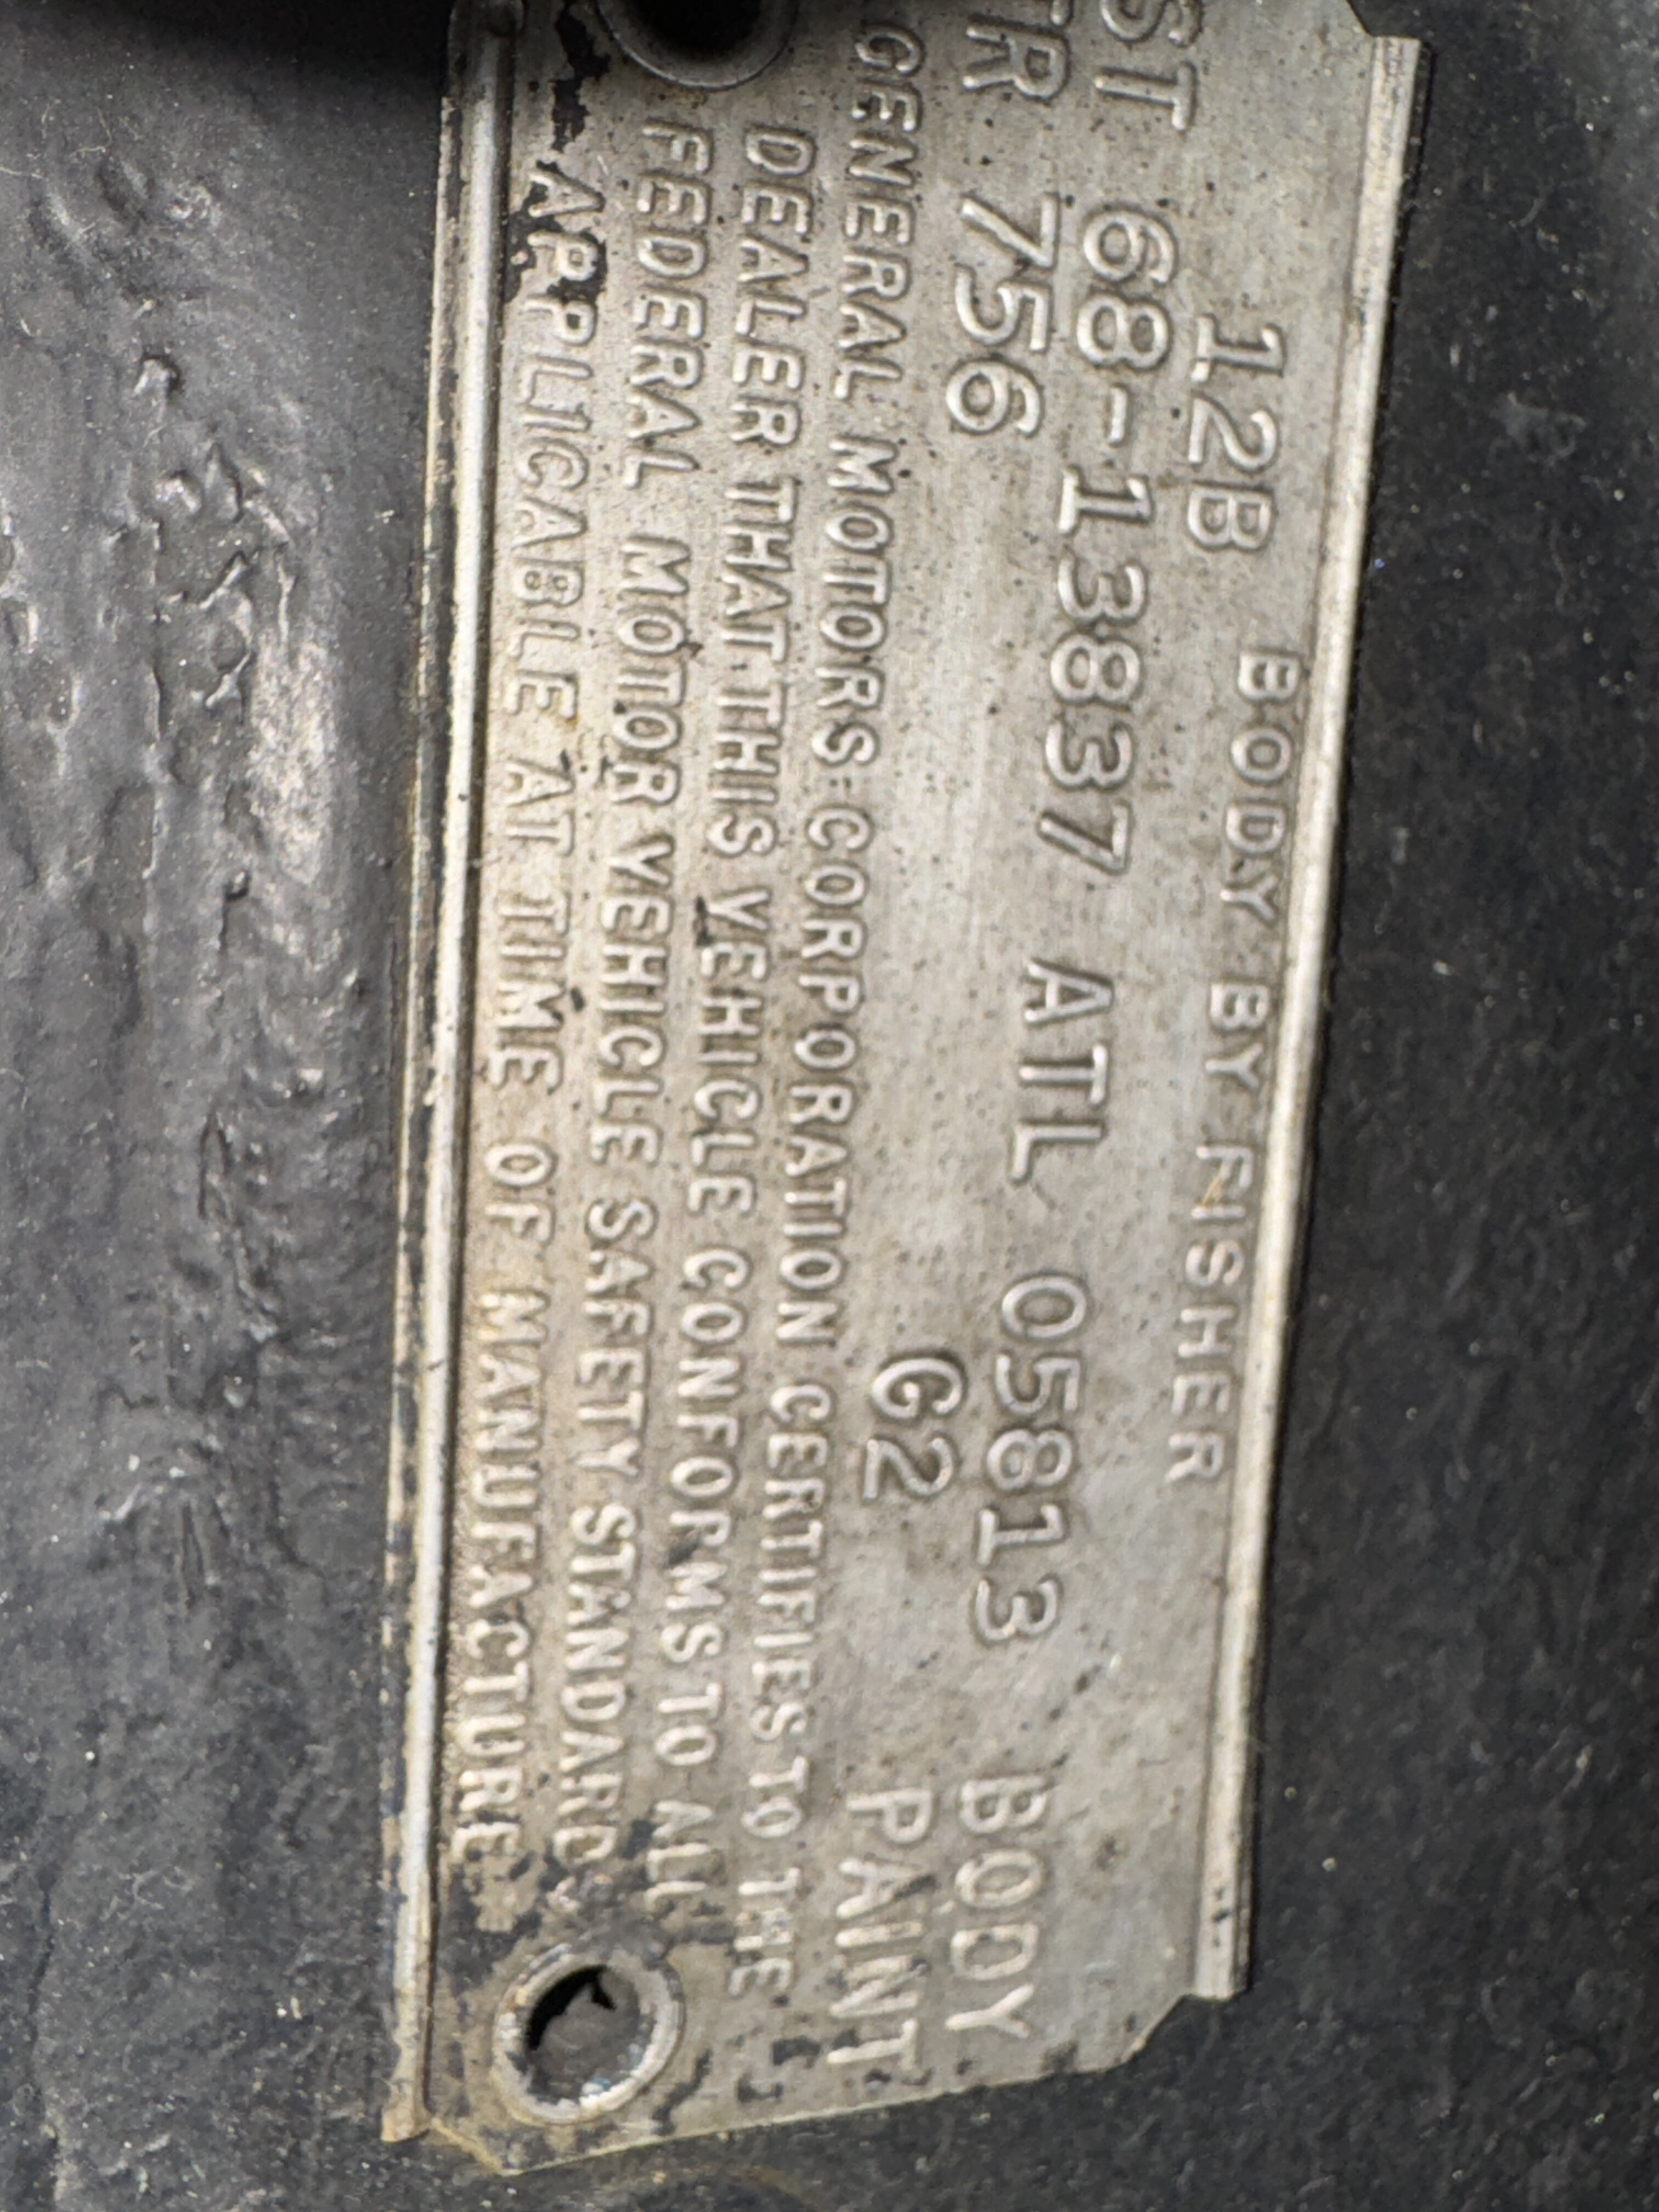 12B BODY BY FISHER
ST 68-13837 ATL 05813 BODY
TR 756 G2 PAINT
GENERAL MOTORS CORPORATION CERTIFIES TO THE
DEALER THAT THIS VEHICLE CONFORMS TO ALL
FEDERAL MOTOR VEHICLE SAFETY STANDARDS
APPLICABLE AT TIME OF MANUFACTURE